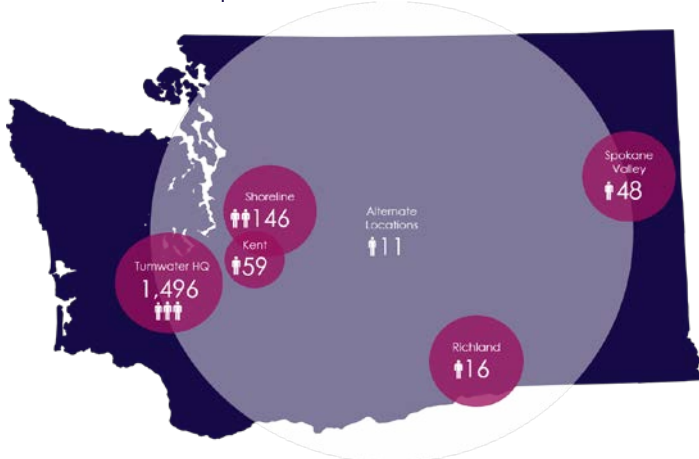 Shoreline
146
Kent
59
Tumwater HQ
1,496
Alternate
Locations
11
Spokane
Valley
48
Richland
16